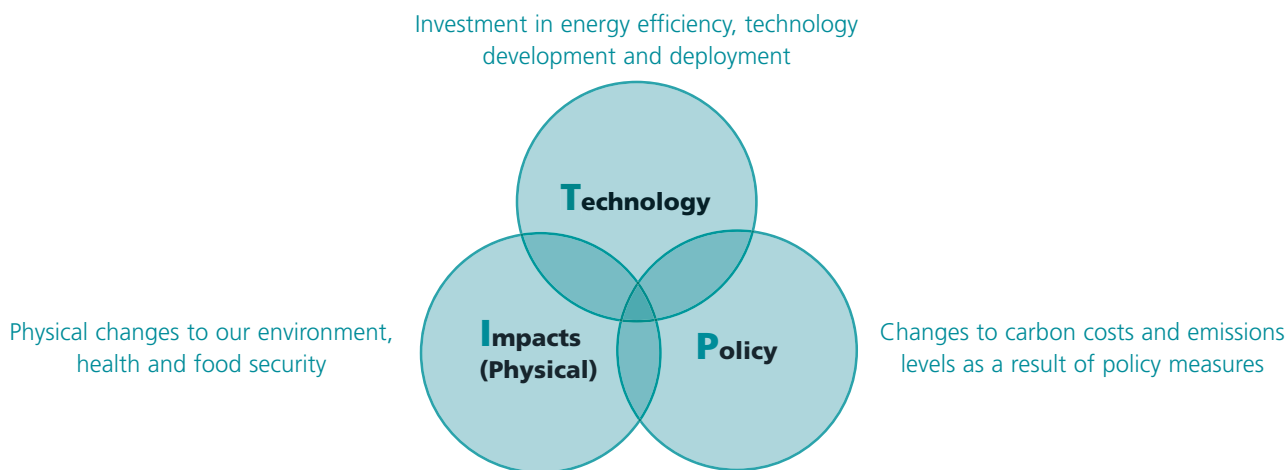 Investment in energy efficiency, technology
development and deployment
Technology
Physical changes to our environment,
health and food security
Impacts
(Physical)
Policy
Changes to carbon costs and emissions
levels as a result of policy measures